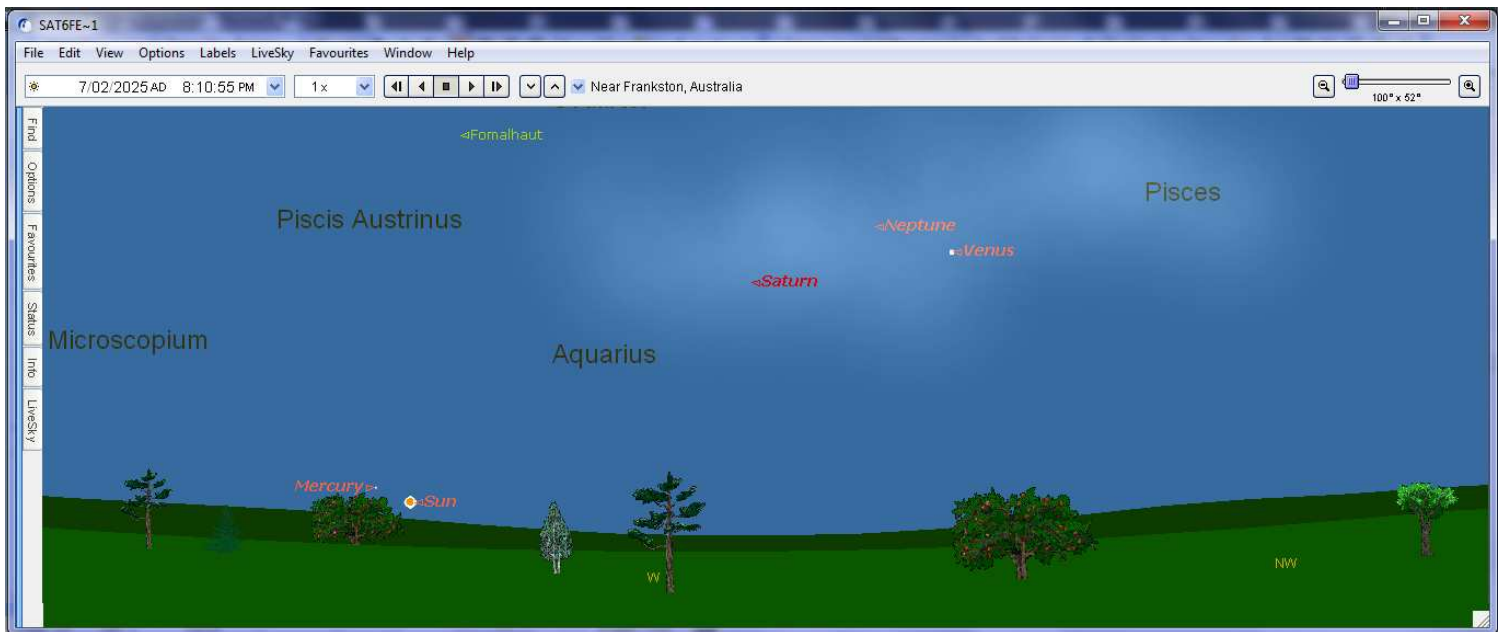 SAT6FE~1
File Edit View Options Labels LiveSky Favourites Window Help
7/02/2025 AD 8:10:55 PM 1x Near Frankston, Australia
100° x 52°
Find
Options
Favourites
Status
Info
LiveSky
Fomalhaut
Pisces
Piscis Austrinus
Neptune
Venus
Saturn
Microscopium
Aquarius
Mercury
Sun
NW
W